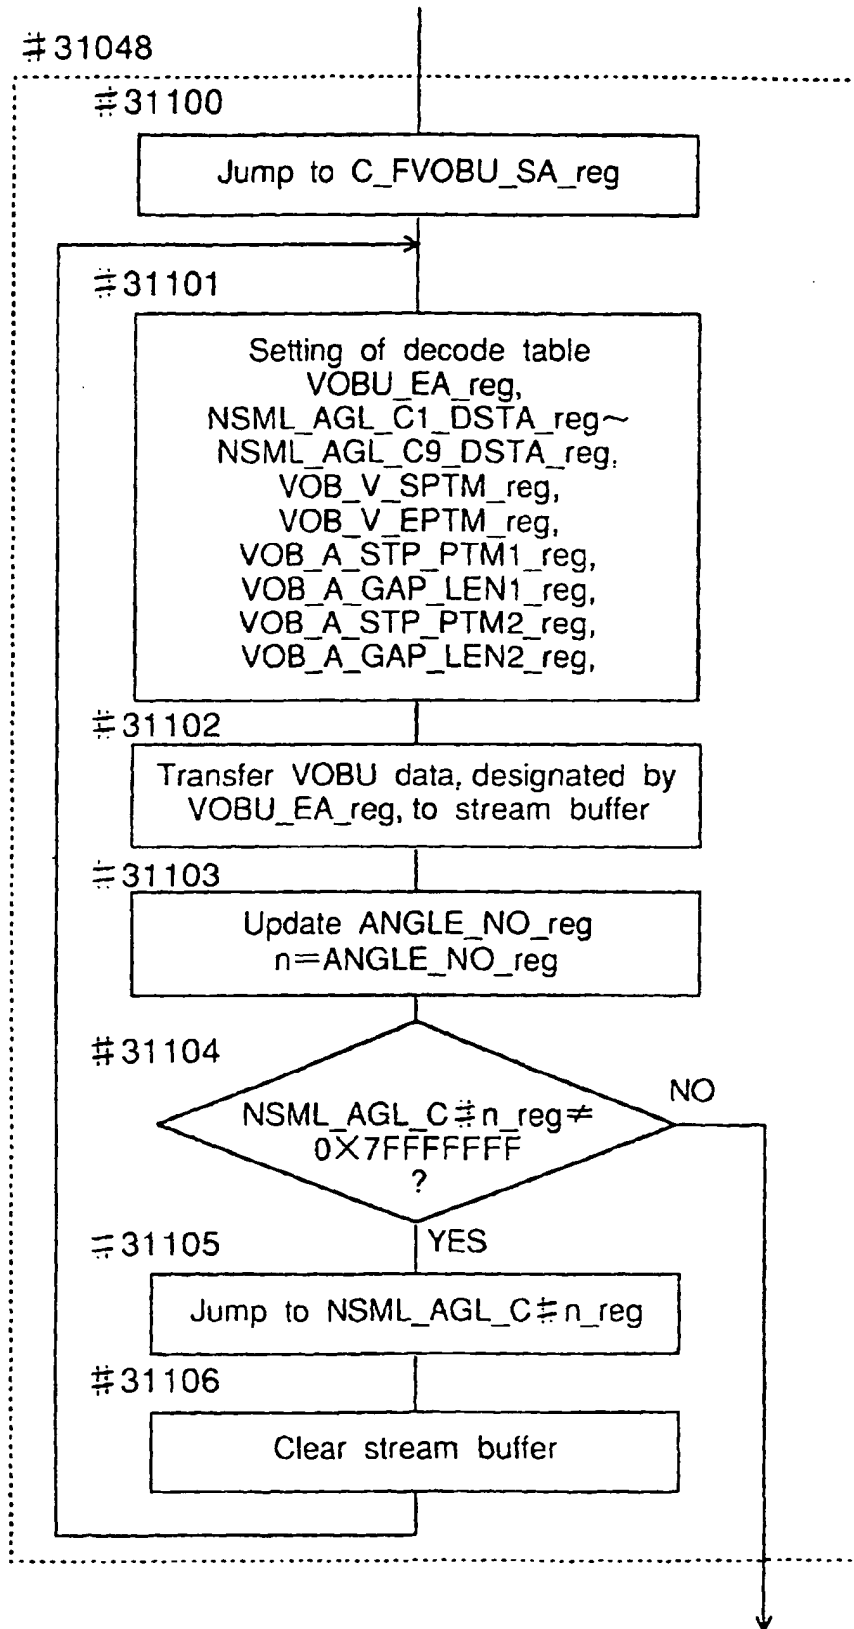 #31048
#31100
Jump to C_FVOBU_SA_reg
#31101
Setting of decode table
VOBU_EA_reg,
NSML_AGL_C1_DSTA_reg~
NSML_AGL_C9_DSTA_reg,
VOB_V_SPTM_reg,
VOB_V_EPTM_reg,
VOB_A_STP_PTM1_reg,
VOB_A_GAP_LEN1_reg,
VOB_A_STP_PTM2_reg,
VOB_A_GAP_LEN2_reg,
#31102
Transfer VOBU data, designated by
VOBU_EA_reg, to stream buffer
#31103
Update ANGLE_NO_reg
n=ANGLE_NO_reg
#31104
NO
NSML_AGL_C#n_reg≠
0X7FFFFFFF
?
YES
#31105
Jump to NSML_AGL_C#n_reg
#31106
Clear stream buffer